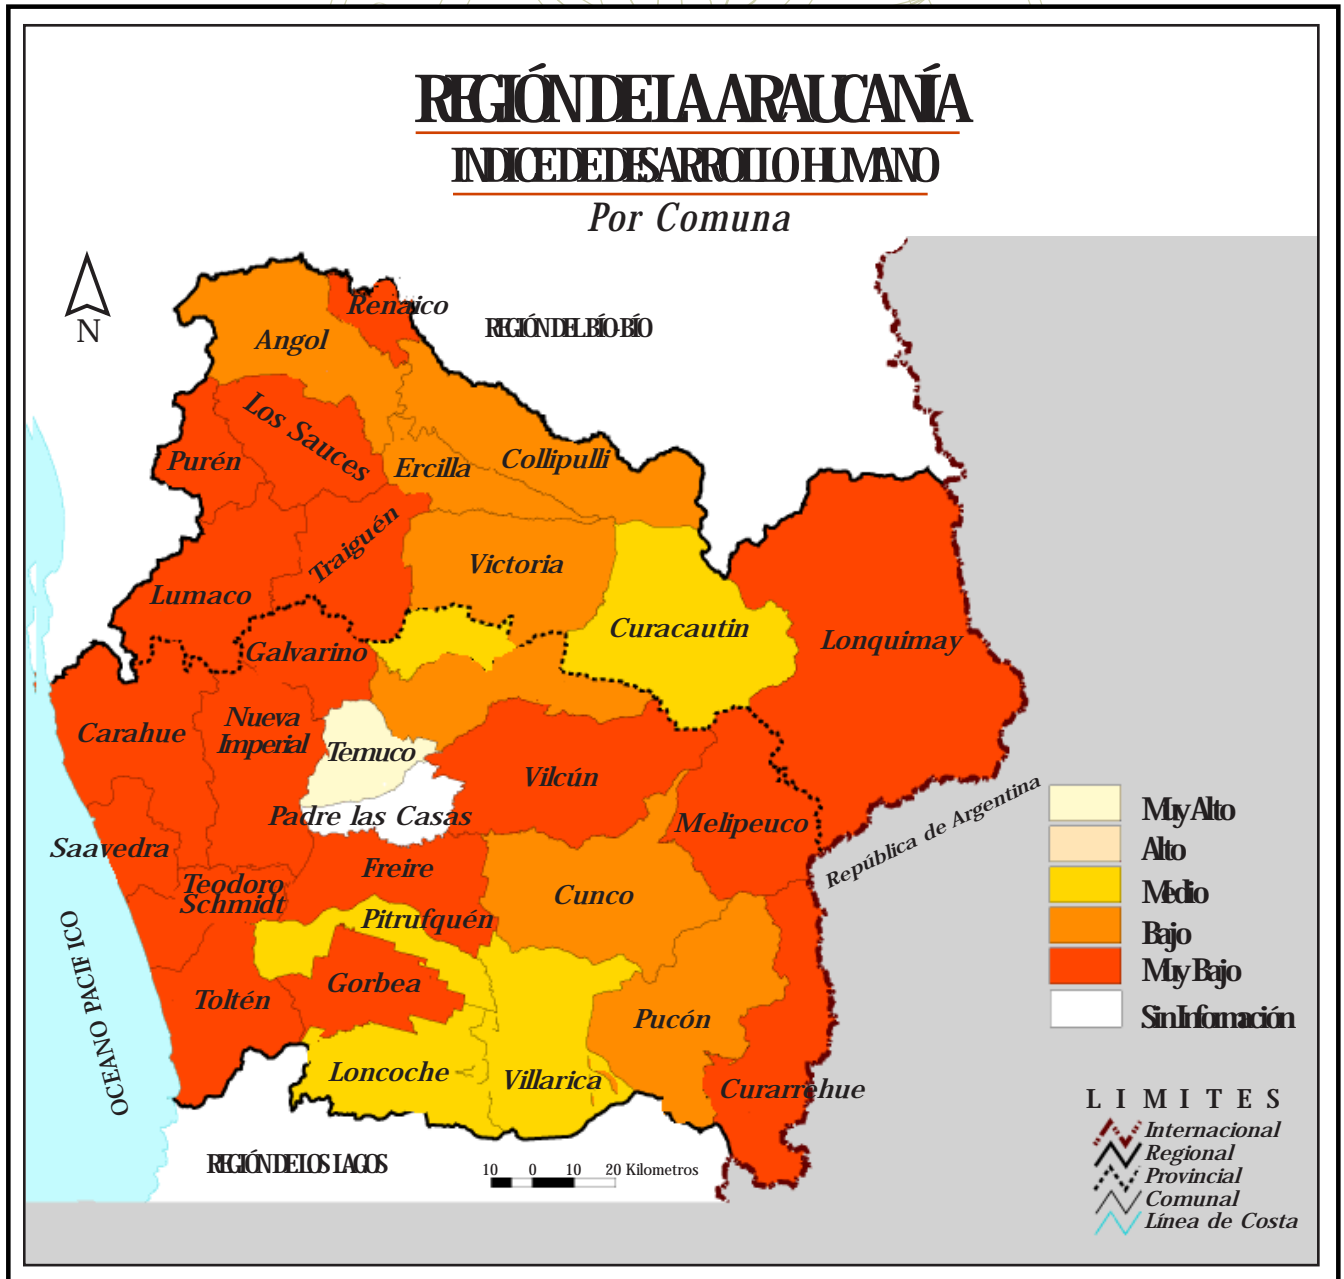 REGIÓN DE LA ARAUCANÍA
INDICE DE DESARROLLO HUMANO
Por Comuna
N
Renaico
REGIÓN DEL BÍO-BÍO
Angol
Los Sauces
Purén
Ercilla
Collipulli
Traiguén
Victoria
Lumaco
Curacautin
Lonquimay
Galvarino
Nueva
Imperial
Carahue
Temuco
Vilcún
Padre las Casas
Melipeuco
República de Argentina
Saavedra
Freire
Teodoro
Schmidt
Cunco
Pitrufquén
Gorbea
Toltén
Pucón
Loncoche
Villarica
Curarrehue
OCEANO PACIFICO
REGIÓN DE LOS LAGOS
10 0 10 20 Kilometros
Muy Alto
Alto
Medio
Bajo
Muy Bajo
Sin Información
LIMITES
Internacional
Regional
Provincial
Comunal
Línea de Costa